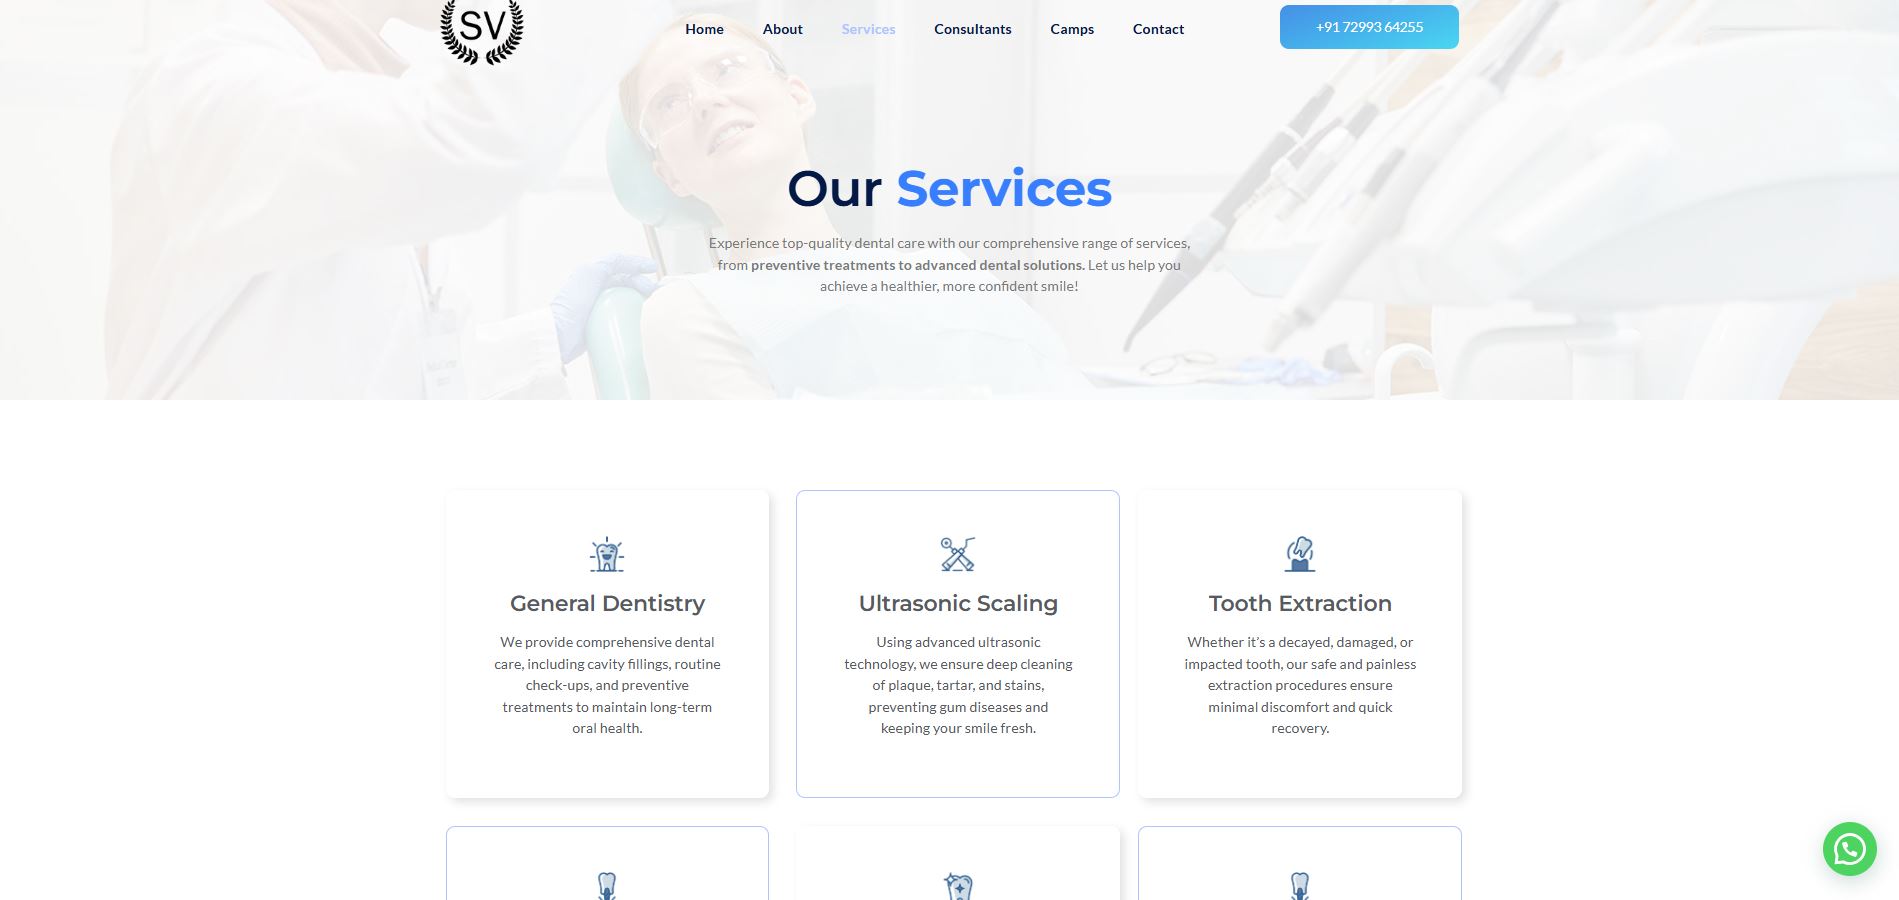 SV
Home
About
Services
Consultants
Camps
Contact
+91 72993 64255
Our Services
Experience top-quality dental care with our comprehensive range of services,
from preventive treatments to advanced dental solutions. Let us help you
achieve a healthier, more confident smile!
General Dentistry
We provide comprehensive dental
care, including cavity fillings, routine
check-ups, and preventive
treatments to maintain long-term
oral health.
Ultrasonic Scaling
Using advanced ultrasonic
technology, we ensure deep cleaning
of plaque, tartar, and stains,
preventing gum diseases and
keeping your smile fresh.
Tooth Extraction
Whether it’s a decayed, damaged, or
impacted tooth, our safe and painless
extraction procedures ensure
minimal discomfort and quick
recovery.